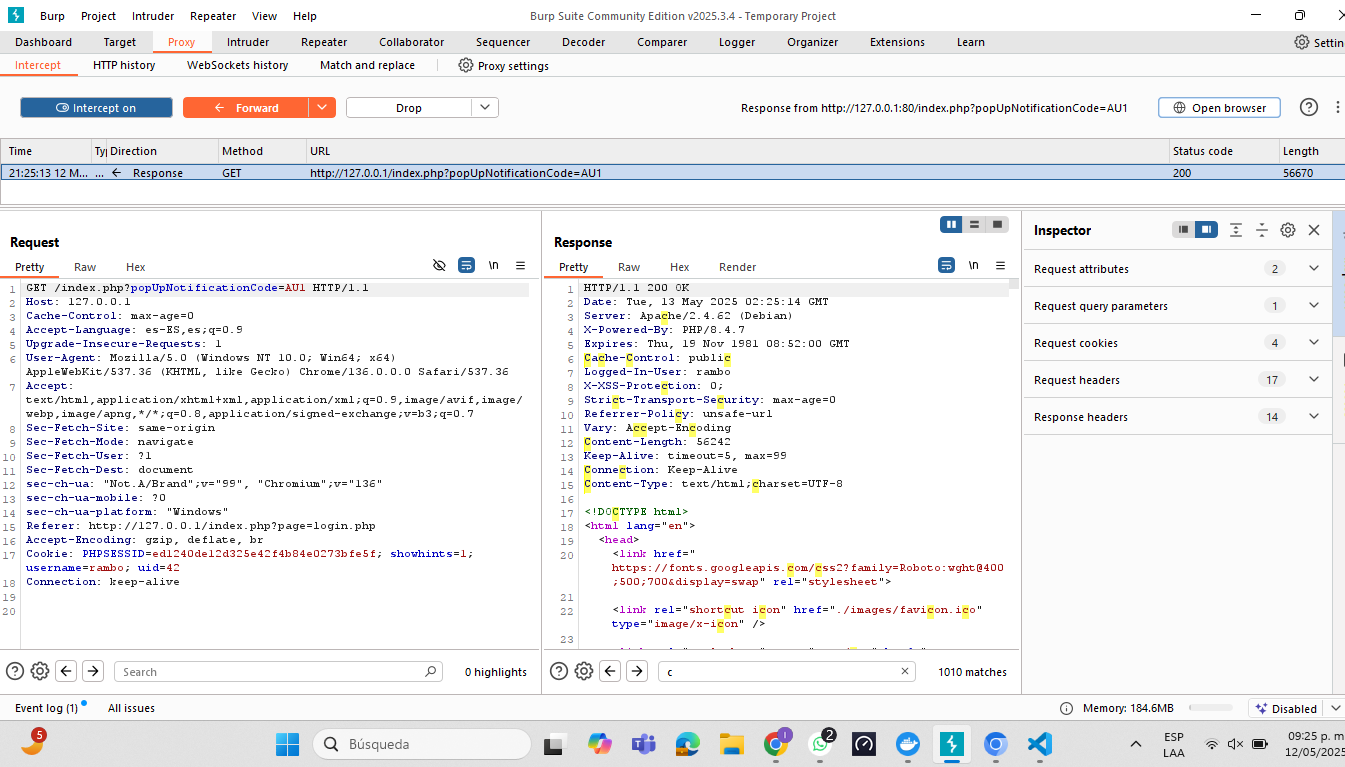 Burp Project Intruder Repeater View Help Burp Suite Community Edition v2025.3.4 - Temporary Project
Dashboard Target Proxy Intruder Repeater Collaborator Sequencer Decoder Comparer Logger Organizer Extensions Learn Settin
Intercept HTTP history WebSockets history Match and replace Proxy settings
Intercept on Forward Drop Response from http://127.0.0.1:80/index.php?popUpNotificationCode=AU1 Open browser
Time Ty Direction Method URL Status code Length
21:25:13 12 M... ... Response GET http://127.0.0.1/index.php?popUpNotificationCode=AU1 200 56670
Request
Pretty Raw Hex \n
1 GET /index.php?popUpNotificationCode=AU1 HTTP/1.1
2 Host: 127.0.0.1
3 Cache-Control: max-age=0
4 Accept-Language: es-ES,es;q=0.9
5 Upgrade-Insecure-Requests: 1
6 User-Agent: Mozilla/5.0 (Windows NT 10.0; Win64; x64)
AppleWebKit/537.36 (KHTML, like Gecko) Chrome/136.0.0.0 Safari/537.36
7 Accept:
text/html,application/xhtml+xml,application/xml;q=0.9,image/avif,image/
webp,image/apng,*/*;q=0.8,application/signed-exchange;v=b3;q=0.7
8 Sec-Fetch-Site: same-origin
9 Sec-Fetch-Mode: navigate
10 Sec-Fetch-User: ?1
11 Sec-Fetch-Dest: document
12 sec-ch-ua: "Not.A/Brand";v="99", "Chromium";v="136"
13 sec-ch-ua-mobile: ?0
14 sec-ch-ua-platform: "Windows"
15 Referer: http://127.0.0.1/index.php?page=login.php
16 Accept-Encoding: gzip, deflate, br
17 Cookie: PHPSESSID=ed1240de12d325e42f4b84e0273bfe5f; showhints=1;
username=rambo; uid=42
18 Connection: keep-alive
19
20
Search 0 highlights
Response
Pretty Raw Hex Render \n
1 HTTP/1.1 200 OK
2 Date: Tue, 13 May 2025 02:25:14 GMT
3 Server: Apache/2.4.62 (Debian)
4 X-Powered-By: PHP/8.4.7
5 Expires: Thu, 19 Nov 1981 08:52:00 GMT
6 Cache-Control: public
7 Logged-In-User: rambo
8 X-XSS-Protection: 0;
9 Strict-Transport-Security: max-age=0
10 Referrer-Policy: unsafe-url
11 Vary: Accept-Encoding
12 Content-Length: 56242
13 Keep-Alive: timeout=5, max=99
14 Connection: Keep-Alive
15 Content-Type: text/html;charset=UTF-8
16
17 <!DOCTYPE html>
18 <html lang="en">
19 <head>
20 <link href="
https://fonts.googleapis.com/css2?family=Roboto:wght@400
;500;700&display=swap" rel="stylesheet">
21
22 <link rel="shortcut icon" href="./images/favicon.ico"
type="image/x-icon" />
23
c 1010 matches
Inspector
Request attributes 2
Request query parameters 1
Request cookies 4
Request headers 17
Response headers 14
Event log (1) All issues Memory: 184.6MB Disabled
5 Búsqueda 1 2 ESP 09:25 p. m
LAA 12/05/2025